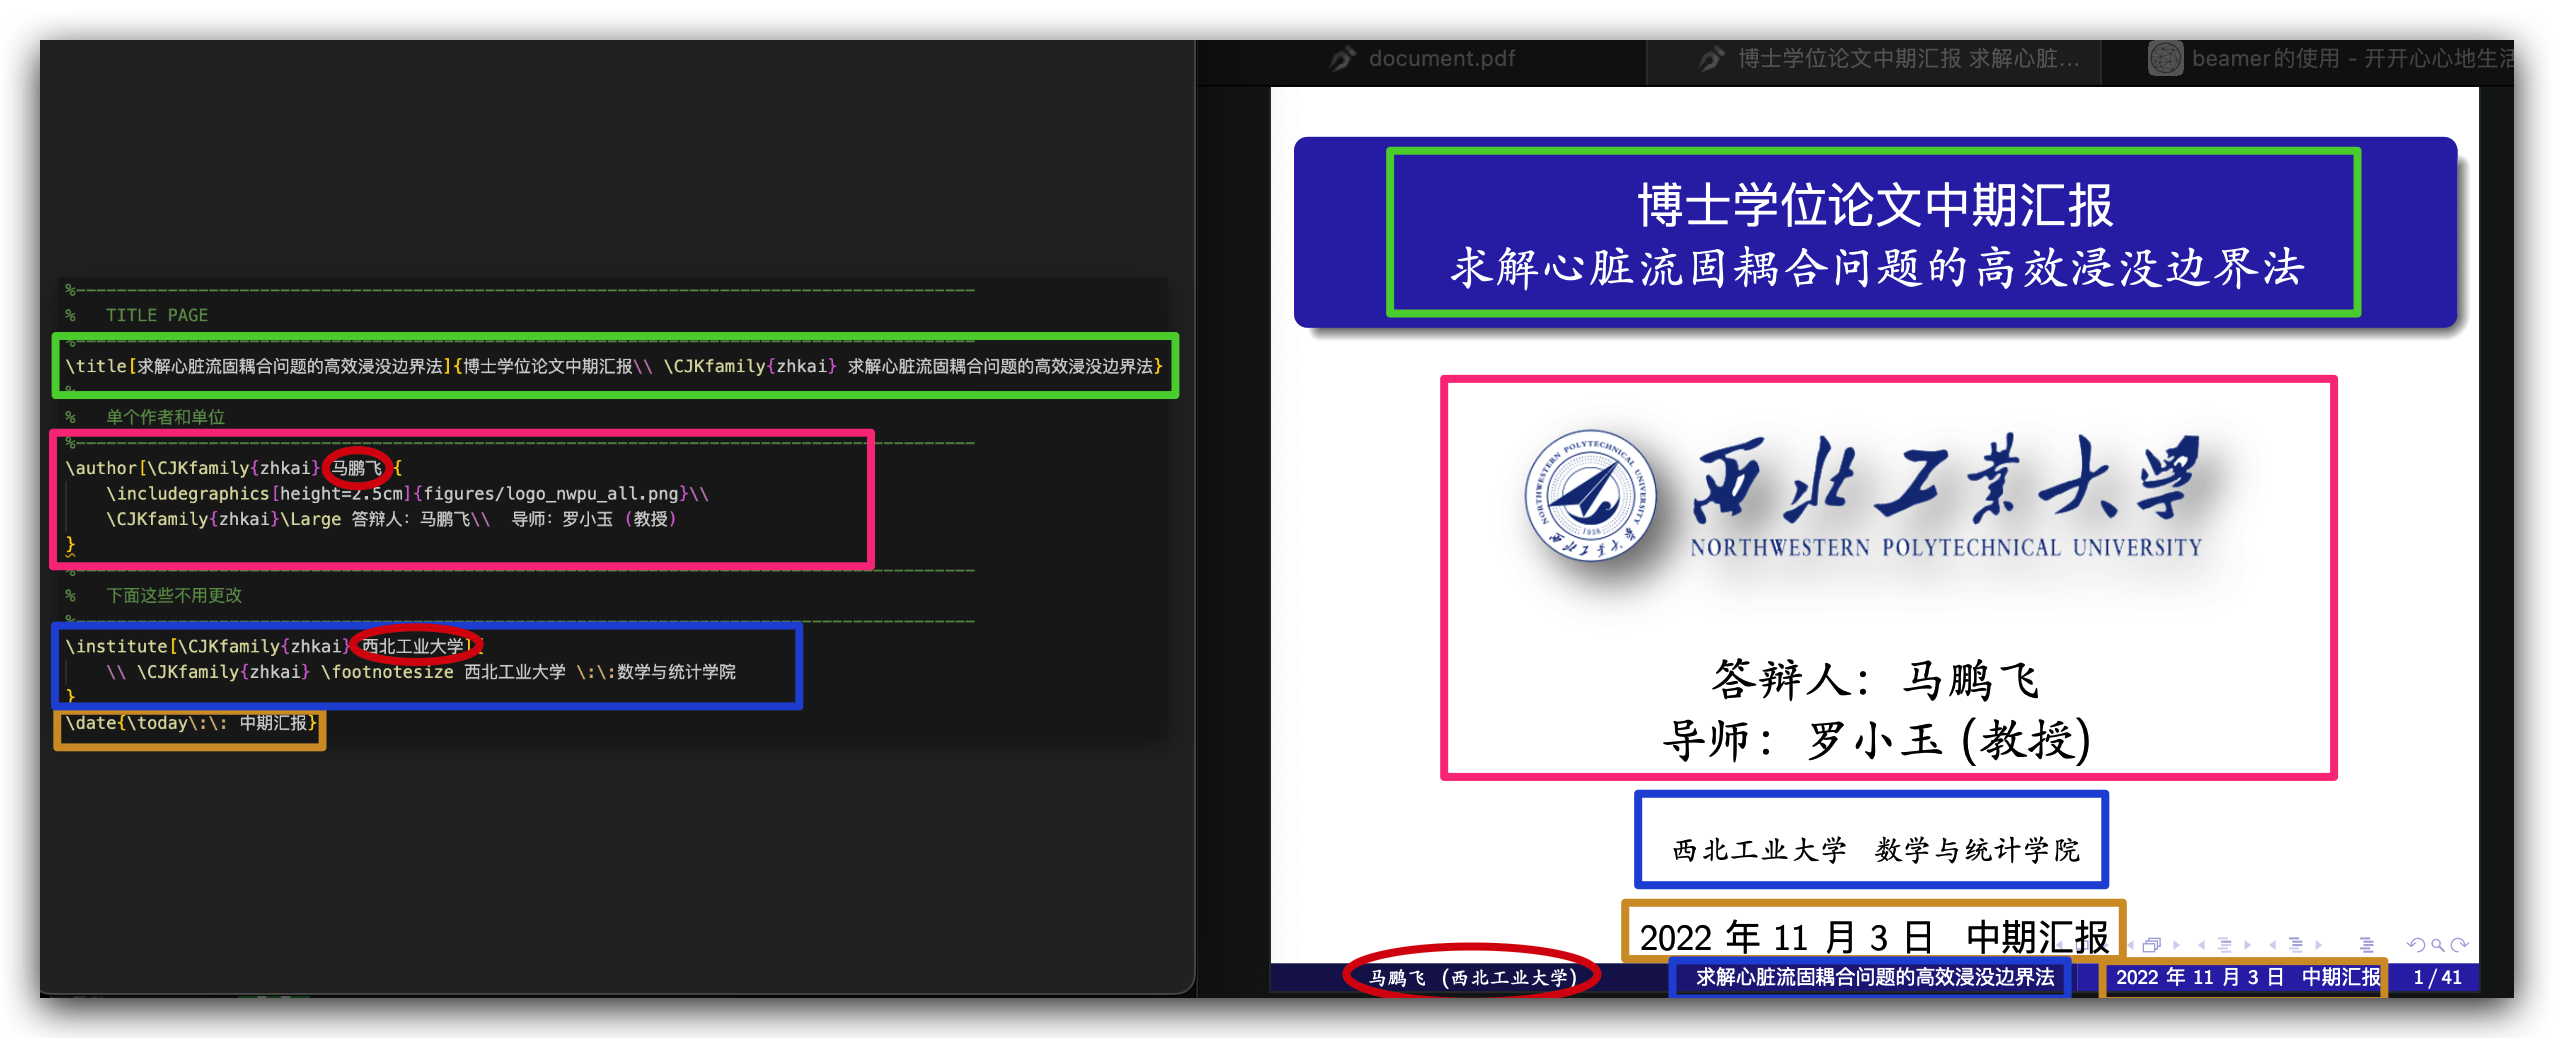 %----------------------------------------------------------------------------------------
%   TITLE PAGE
%----------------------------------------------------------------------------------------
\title[求解心脏流固耦合问题的高效浸没边界法]{博士学位论文中期汇报\\ \CJKfamily{zhkai} 求解心脏流固耦合问题的高效浸没边界法}
%
%   单个作者和单位
%----------------------------------------------------------------------------------------
\author[\CJKfamily{zhkai} 马鹏飞 {
    \includegraphics[height=2.5cm]{figures/logo_nwpu_all.png}\\
    \CJKfamily{zhkai}\Large 答辩人：马鹏飞\\  导师：罗小玉 (教授)
}
%----------------------------------------------------------------------------------------
%   下面这些不用更改
%----------------------------------------------------------------------------------------
\institute[\CJKfamily{zhkai} 西北工业大学]{
    \\ \CJKfamily{zhkai} \footnotesize 西北工业大学 \:\:数学与统计学院
}
\date{\today\:\: 中期汇报}
document.pdf
博士学位论文中期汇报 求解心脏...
beamer的使用 - 开开心心地生活
博士学位论文中期汇报
求解心脏流固耦合问题的高效浸没边界法
NORTHWESTERN POLYTECHNICAL UNIVERSITY
1938
西北工业大学
西北工业大学
NORTHWESTERN POLYTECHNICAL UNIVERSITY
答辩人：马鹏飞
导师：罗小玉 (教授)
西北工业大学 数学与统计学院
2022 年 11 月 3 日 中期汇报
马鹏飞 (西北工业大学)
求解心脏流固耦合问题的高效浸没边界法
2022 年 11 月 3 日 中期汇报
1 / 41